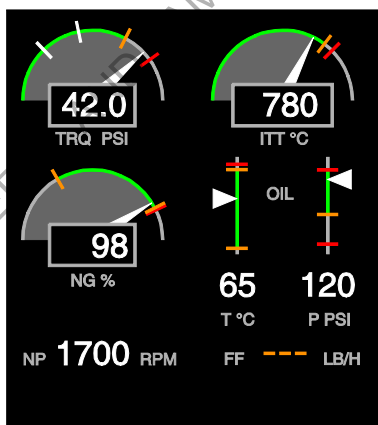 42.0
TRQ PSI
780
ITT °C
98
NG %
OIL
65
120
T °C
P PSI
NP 1700 RPM
FF --- LB/H